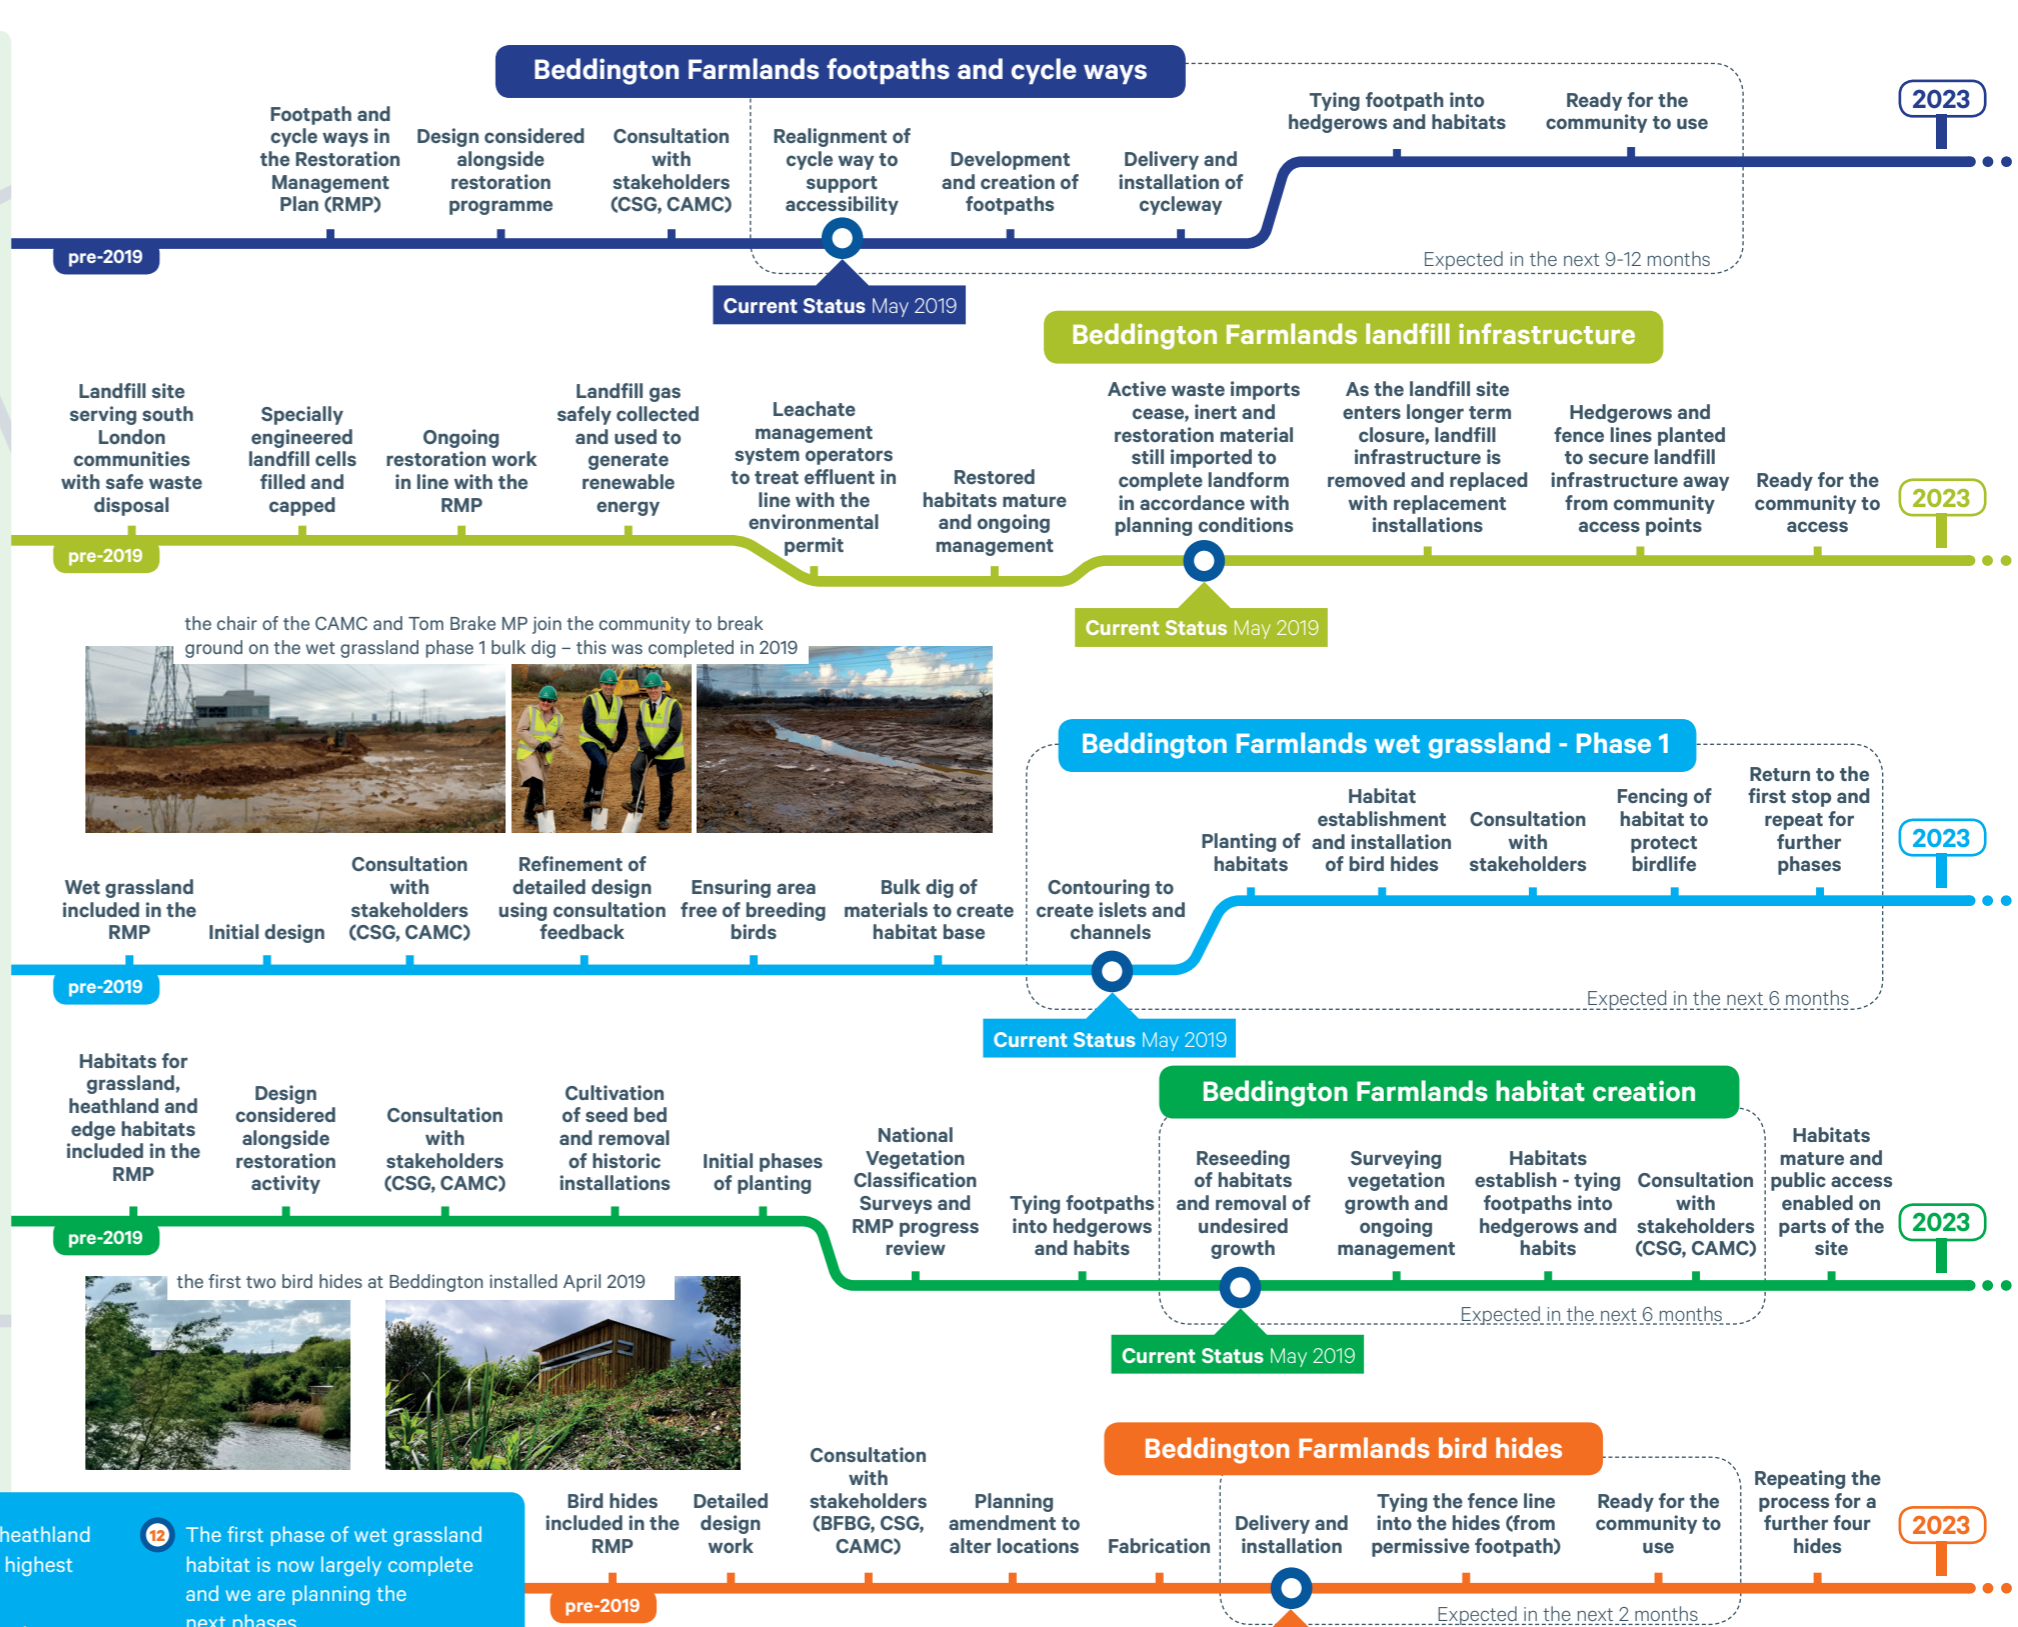 Beddington Farmlands footpaths and cycle ways
Footpath and
cycle ways in
the Restoration
Management
Plan (RMP)
Design considered
alongside
restoration
programme
Consultation
with
stakeholders
(CSG, CAMC)
Realignment of
cycle way to
support
accessibility
Development
and creation of
footpaths
Delivery and
installation of
cycleway
Tying footpath into
hedgerows and habitats
Ready for the
community to use
2023
pre-2019
Expected in the next 9-12 months
Current Status May 2019
Beddington Farmlands landfill infrastructure
Landfill site
serving south
London
communities
with safe waste
disposal
Specially
engineered
landfill cells
filled and
capped
Ongoing
restoration work
in line with the
RMP
Landfill gas
safely collected
and used to
generate
renewable
energy
Leachate
management
system operators
to treat effluent in
line with the
environmental
permit
Restored
habitats mature
and ongoing
management
Active waste imports
cease, inert and
restoration material
still imported to
complete landform
in accordance with
planning conditions
As the landfill site
enters longer term
closure, landfill
infrastructure is
removed and replaced
with replacement
installations
Hedgerows and
fence lines planted
to secure landfill
infrastructure away
from community
access points
Ready for the
community to
access
2023
pre-2019
Current Status May 2019
the chair of the CAMC and Tom Brake MP join the community to break
ground on the wet grassland phase 1 bulk dig – this was completed in 2019
Beddington Farmlands wet grassland - Phase 1
Wet grassland
included in the
RMP
Initial design
Consultation
with
stakeholders
(CSG, CAMC)
Refinement of
detailed design
using consultation
feedback
Ensuring area
free of breeding
birds
Bulk dig of
materials to create
habitat base
Contouring to
create islets and
channels
Planting of
habitats
Habitat
establishment
and installation
of bird hides
Consultation
with
stakeholders
Fencing of
habitat to
protect
birdlife
Return to the
first stop and
repeat for
further
phases
2023
pre-2019
Expected in the next 6 months
Current Status May 2019
Beddington Farmlands habitat creation
Habitats for
grassland,
heathland and
edge habitats
included in the
RMP
Design
considered
alongside
restoration
activity
Consultation
with
stakeholders
(CSG, CAMC)
Cultivation
of seed bed
and removal
of historic
installations
Initial phases
of planting
National
Vegetation
Classification
Surveys and
RMP progress
review
Tying footpaths
into hedgerows
and habits
Reseeding
of habitats
and removal of
undesired
growth
Surveying
vegetation
growth and
ongoing
management
Habitats
establish - tying
footpaths into
hedgerows and
habits
Consultation
with
stakeholders
(CSG, CAMC)
Habitats
mature and
public access
enabled on
parts of the
site
2023
pre-2019
Expected in the next 6 months
Current Status May 2019
the first two bird hides at Beddington installed April 2019
Beddington Farmlands bird hides
Bird hides
included in the
RMP
Detailed
design
work
Consultation
with
stakeholders
(BFBG, CSG,
CAMC)
Planning
amendment to
alter locations
Fabrication
Delivery and
installation
Tying the fence line
into the hides (from
permissive footpath)
Ready for the
community to
use
Repeating the
process for a
further four
hides
2023
pre-2019
Expected in the next 2 months
heathland
highest
12
The first phase of wet grassland
habitat is now largely complete
and we are planning the
next phases